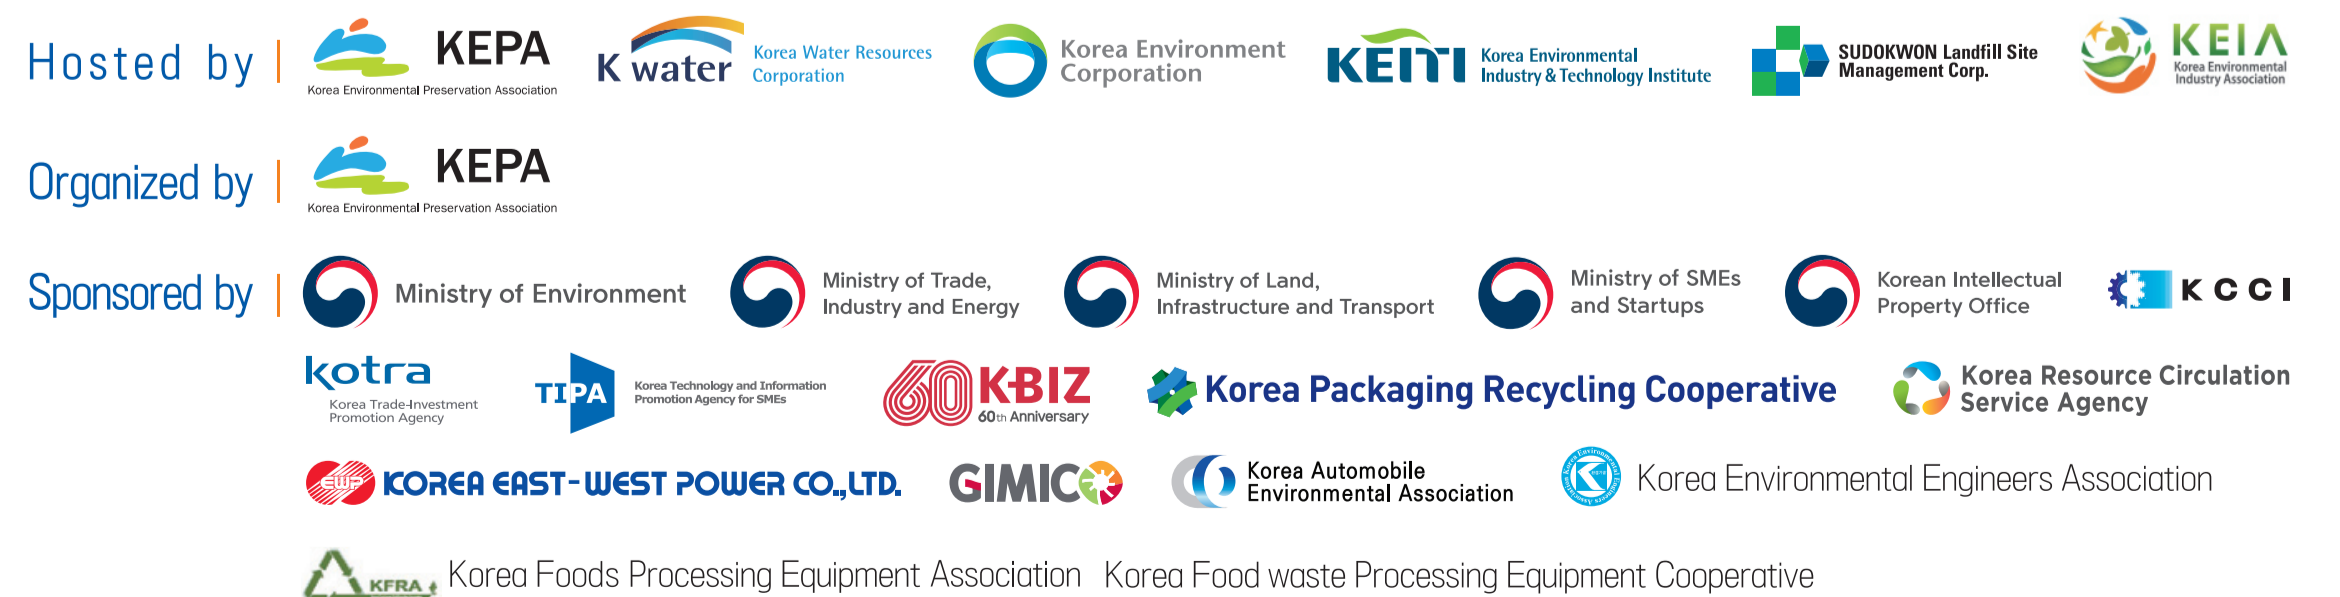 Hosted by
KEPA
Korea Environmental Preservation Association
K water
Korea Water Resources
Corporation
Korea Environment
Corporation
KEITI
Korea Environmental
Industry & Technology Institute
SUDOKWON Landfill Site
Management Corp.
KEIA
Korea Environmental
Industry Association
Organized by
KEPA
Korea Environmental Preservation Association
Sponsored by
Ministry of Environment
Ministry of Trade,
Industry and Energy
Ministry of Land,
Infrastructure and Transport
Ministry of SMEs
and Startups
Korean Intellectual
Property Office
KCCI
kotra
Korea Trade-Investment
Promotion Agency
TIPA
Korea Technology and Information
Promotion Agency for SMEs
60 K-BIZ
60th Anniversary
Korea Packaging Recycling Cooperative
Korea Resource Circulation
Service Agency
EWP
KOREA EAST-WEST POWER CO.,LTD.
GIMICO
Korea Automobile
Environmental Association
Korea Environmental Engineers Association
K
Korea Environmental Engineers Association
KFRA
Korea Foods Processing Equipment Association
Korea Food waste Processing Equipment Cooperative